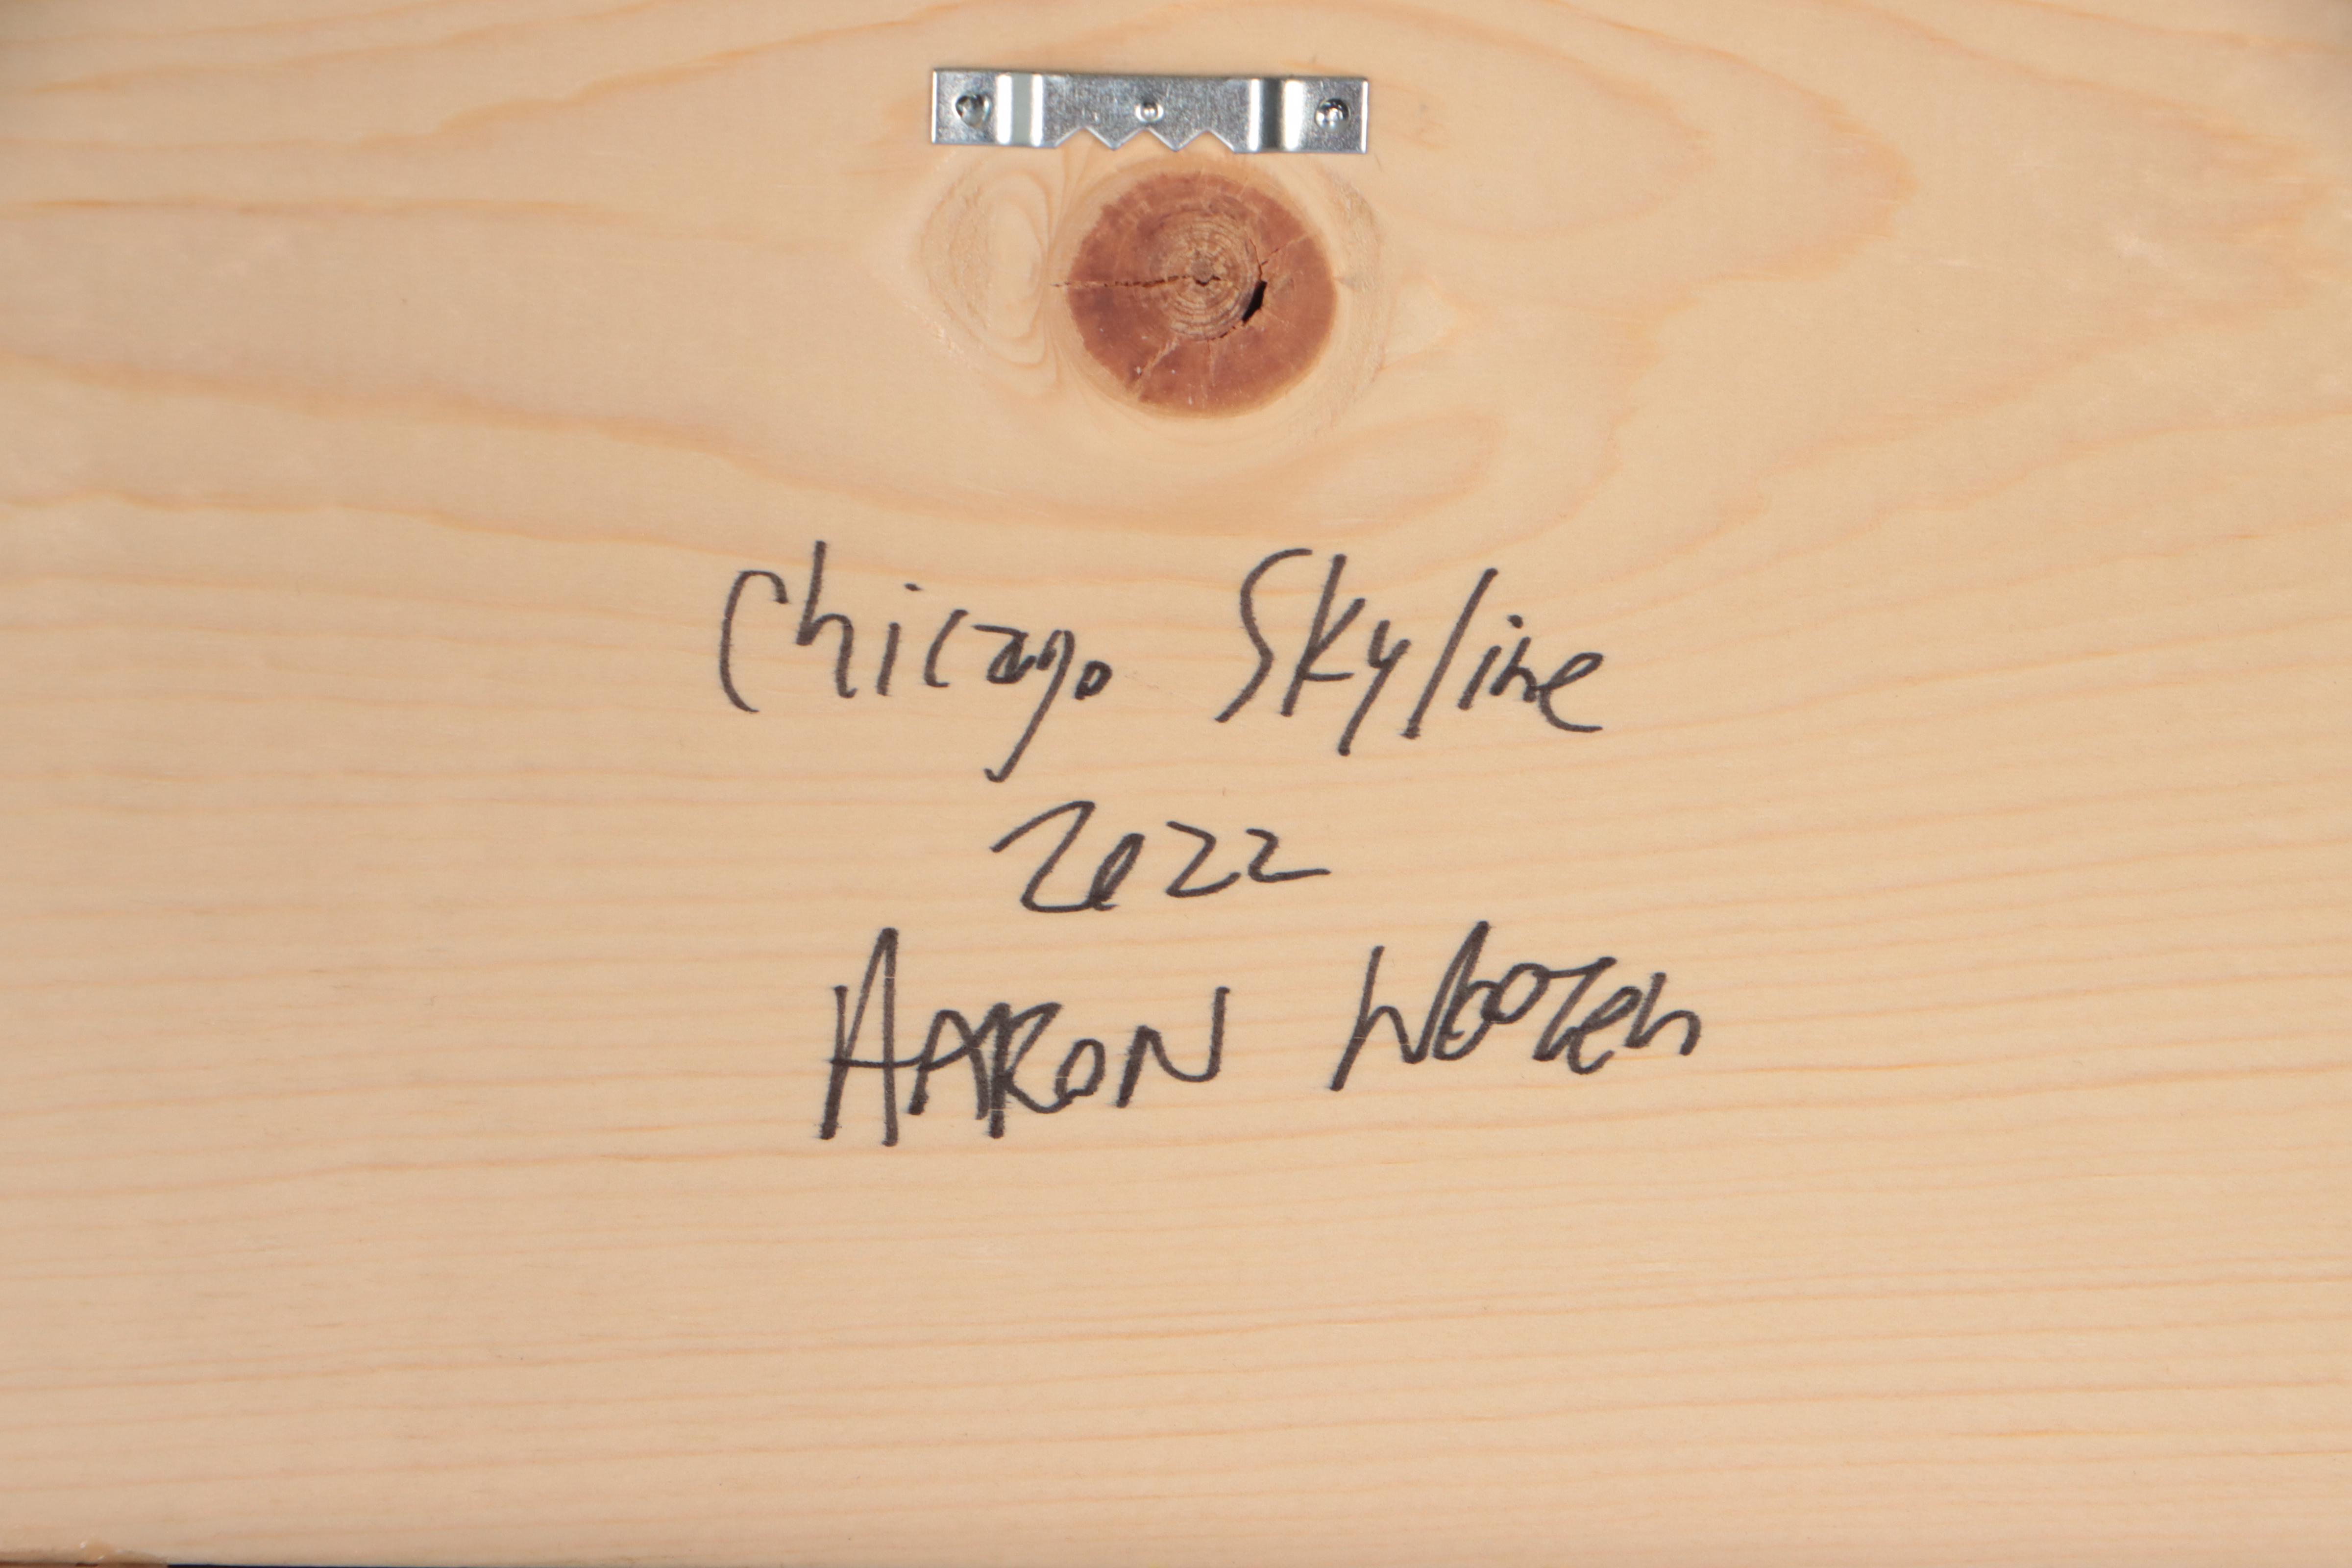 Chicago Skyline
2022
AARON Wooten